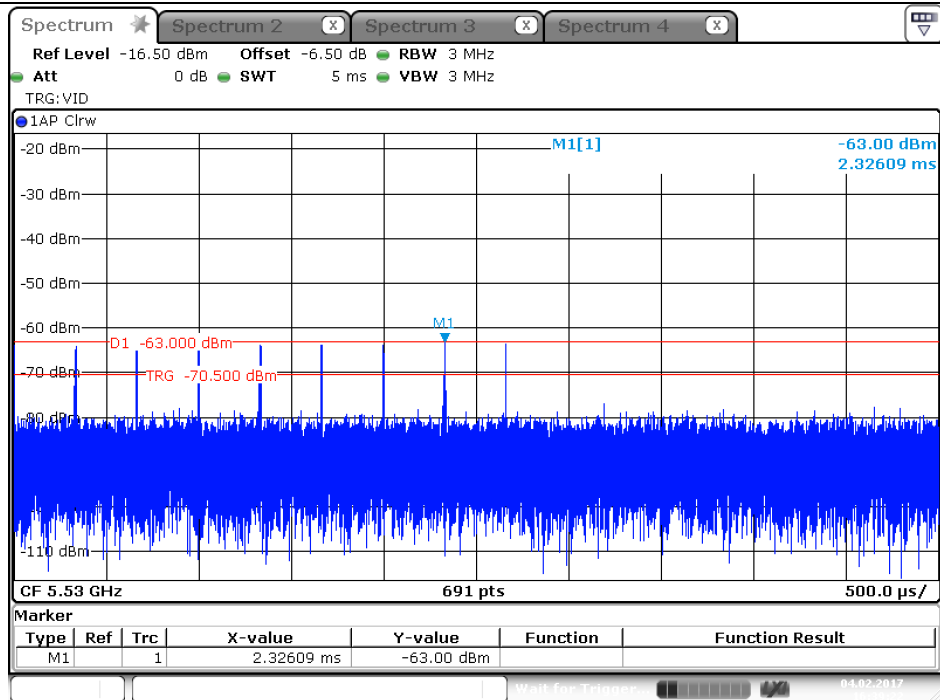 Spectrum Spectrum 2 X Spectrum 3 X Spectrum 4 X
Ref Level -16.50 dBm Offset -6.50 dB RBW 3 MHz
Att 0 dB SWT 5 ms VBW 3 MHz
TRG:VID
1AP Clrw
M1[1] -63.00 dBm
2.32609 ms
-20 dBm
-30 dBm
-40 dBm
-50 dBm
-60 dBm
M1
D1 -63.000 dBm
-70 dBm
TRG -70.500 dBm
-80 dBm
-110 dBm
CF 5.53 GHz 691 pts 500.0 µs/
Marker
Type Ref Trc X-value Y-value Function Function Result
M1 1 2.32609 ms -63.00 dBm
Wait for Trigger... 04.02.2017